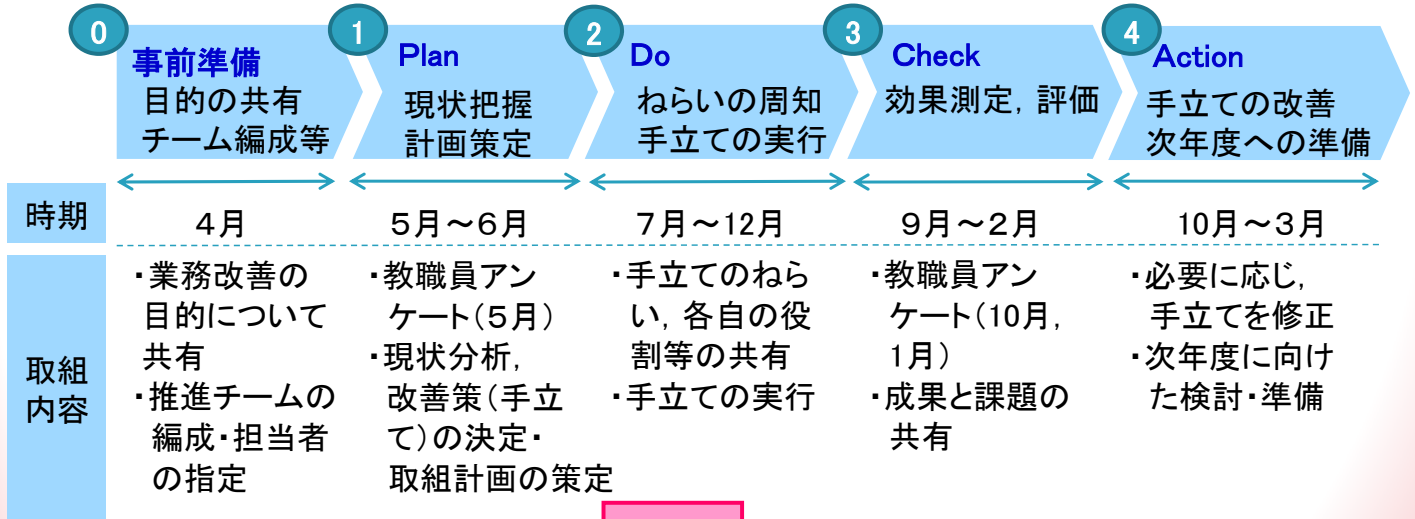 0
事前準備
目的の共有
チーム編成等
1
Plan
現状把握
計画策定
2
Do
ねらいの周知
手立ての実行
3
Check
効果測定，評価
4
Action
手立ての改善
次年度への準備
時期
４月
５月～６月
７月～12月
９月～２月
10月～３月
取組
内容
・業務改善の
目的について
共有
・推進チームの
編成・担当者
の指定
・教職員アン
ケート（５月）
・現状分析，
改善策（手立
て）の決定・
取組計画の策定
・手立てのねら
い，各自の役
割等の共有
・手立ての実行
・教職員アン
ケート（10月，
１月）
・成果と課題の
共有
・必要に応じ，
手立てを修正
・次年度に向け
た検討・準備